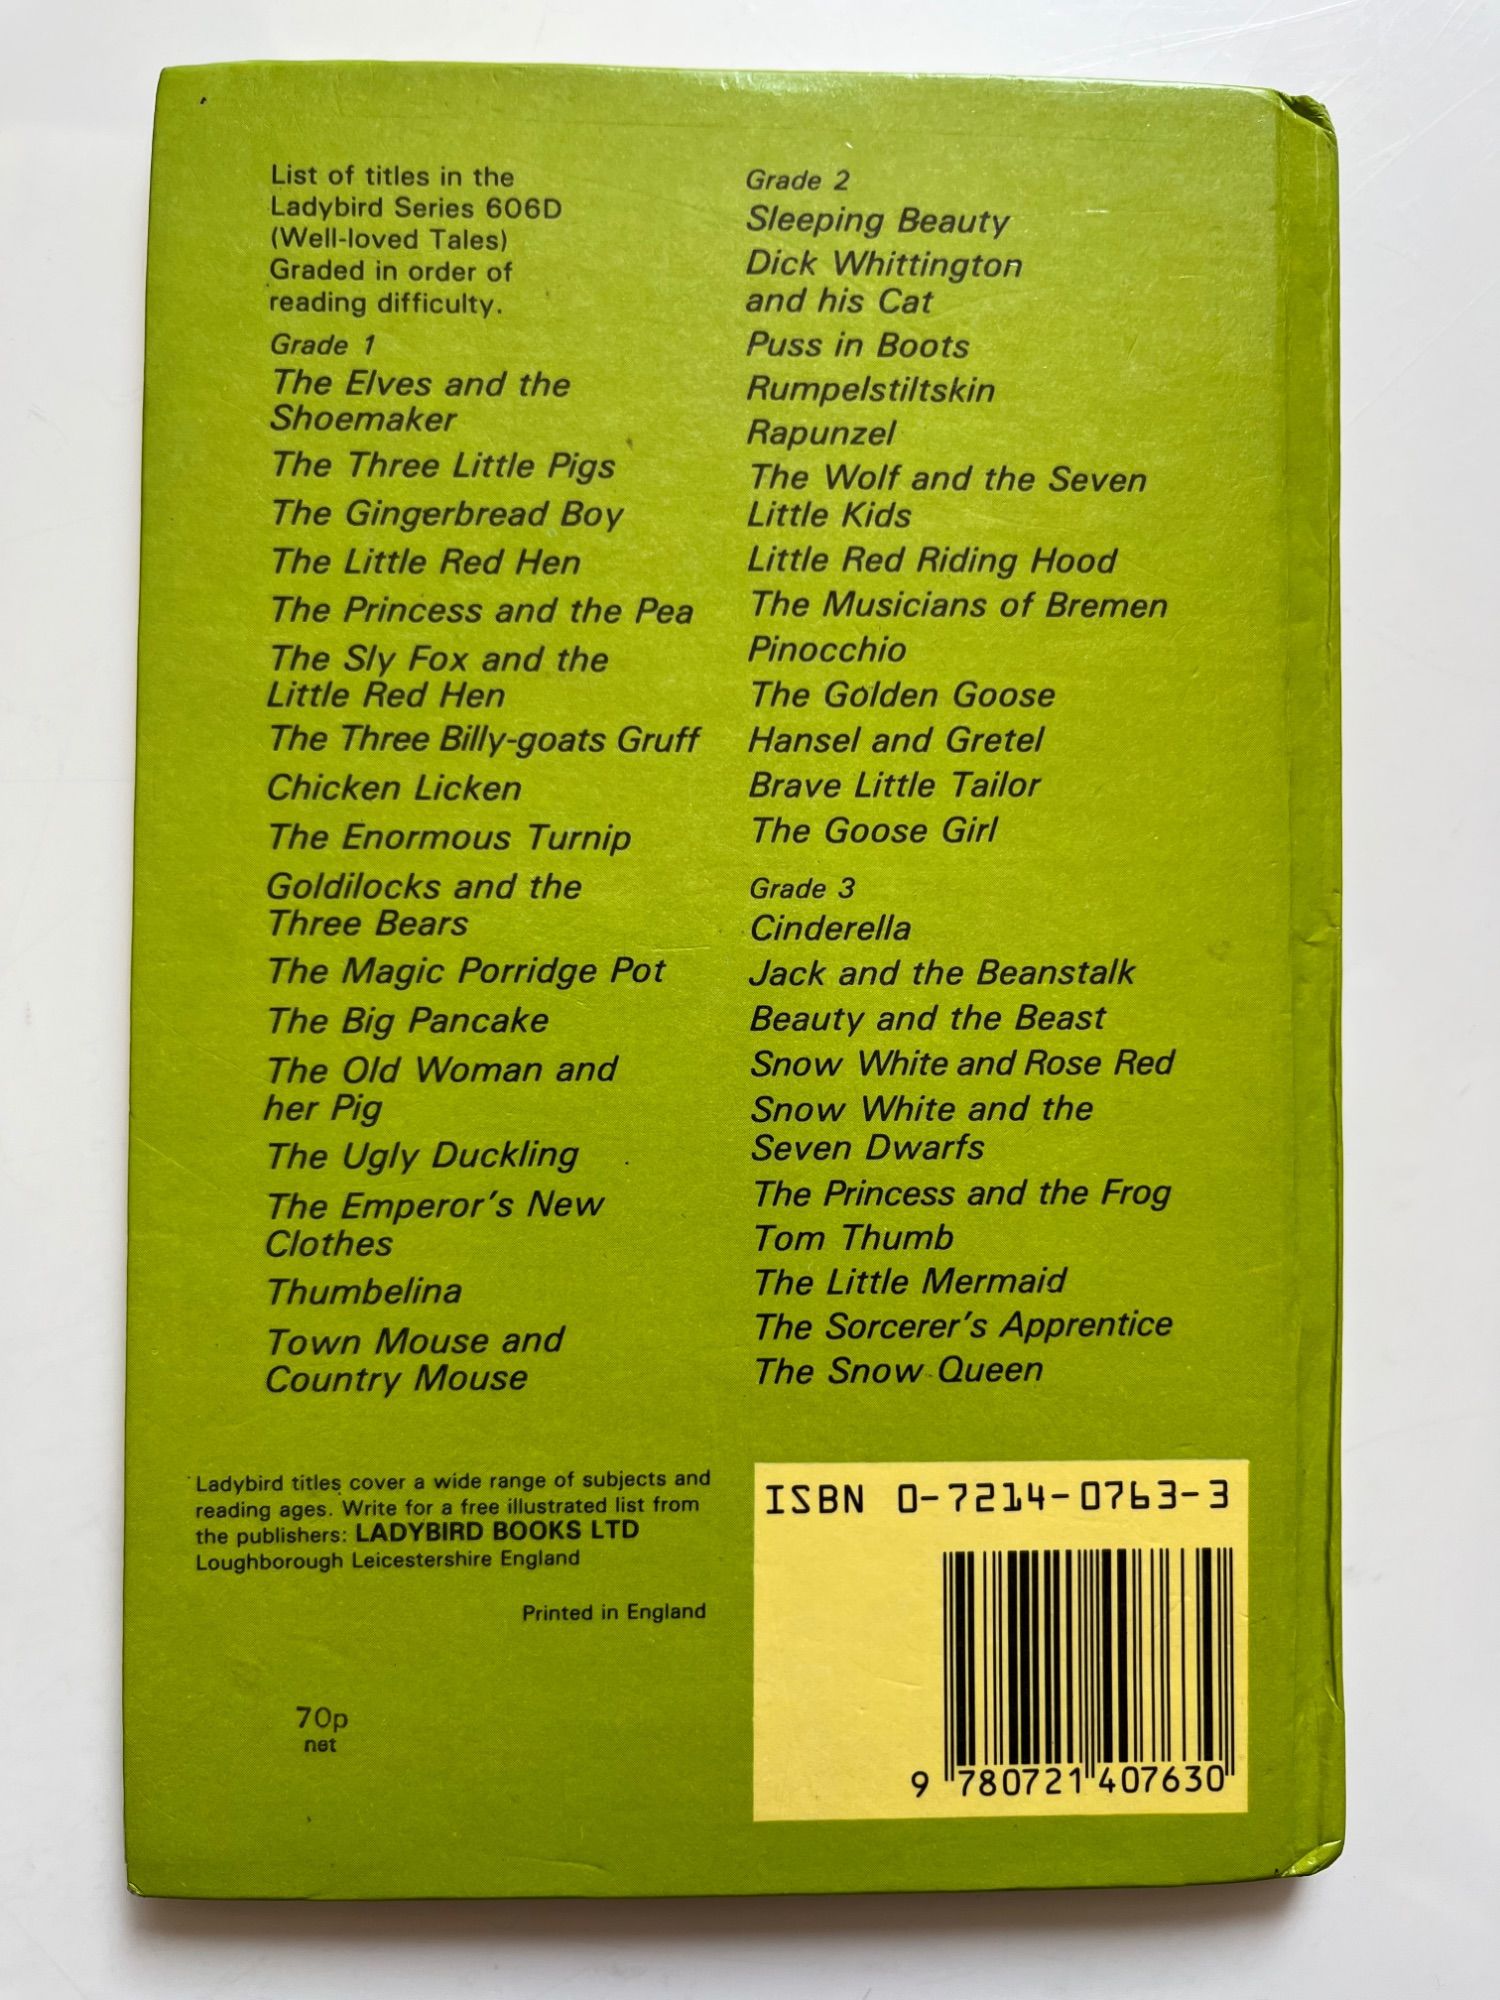 List of titles in the
Ladybird Series 606D
(Well-loved Tales)
Graded in order of
reading difficulty.
Grade 1
The Elves and the
Shoemaker
The Three Little Pigs
The Gingerbread Boy
The Little Red Hen
The Princess and the Pea
The Sly Fox and the
Little Red Hen
The Three Billy-goats Gruff
Chicken Licken
The Enormous Turnip
Goldilocks and the
Three Bears
The Magic Porridge Pot
The Big Pancake
The Old Woman and
her Pig
The Ugly Duckling
The Emperor's New
Clothes
Thumbelina
Town Mouse and
Country Mouse
Grade 2
Sleeping Beauty
Dick Whittington
and his Cat
Puss in Boots
Rumpelstiltskin
Rapunzel
The Wolf and the Seven
Little Kids
Little Red Riding Hood
The Musicians of Bremen
Pinocchio
The Golden Goose
Hansel and Gretel
Brave Little Tailor
The Goose Girl
Grade 3
Cinderella
Jack and the Beanstalk
Beauty and the Beast
Snow White and Rose Red
Snow White and the
Seven Dwarfs
The Princess and the Frog
Tom Thumb
The Little Mermaid
The Sorcerer's Apprentice
The Snow Queen
Ladybird titles cover a wide range of subjects and
reading ages. Write for a free illustrated list from
the publishers: LADYBIRD BOOKS LTD
Loughborough Leicestershire England
Printed in England
70p
net
ISBN 0-7214-0763-3
9 780721 407630